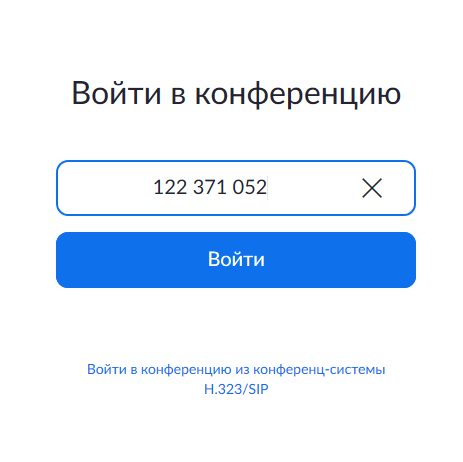 Войти в конференцию
122 371 052
Войти
Войти в конференцию из конференц-системы
H.323/SIP